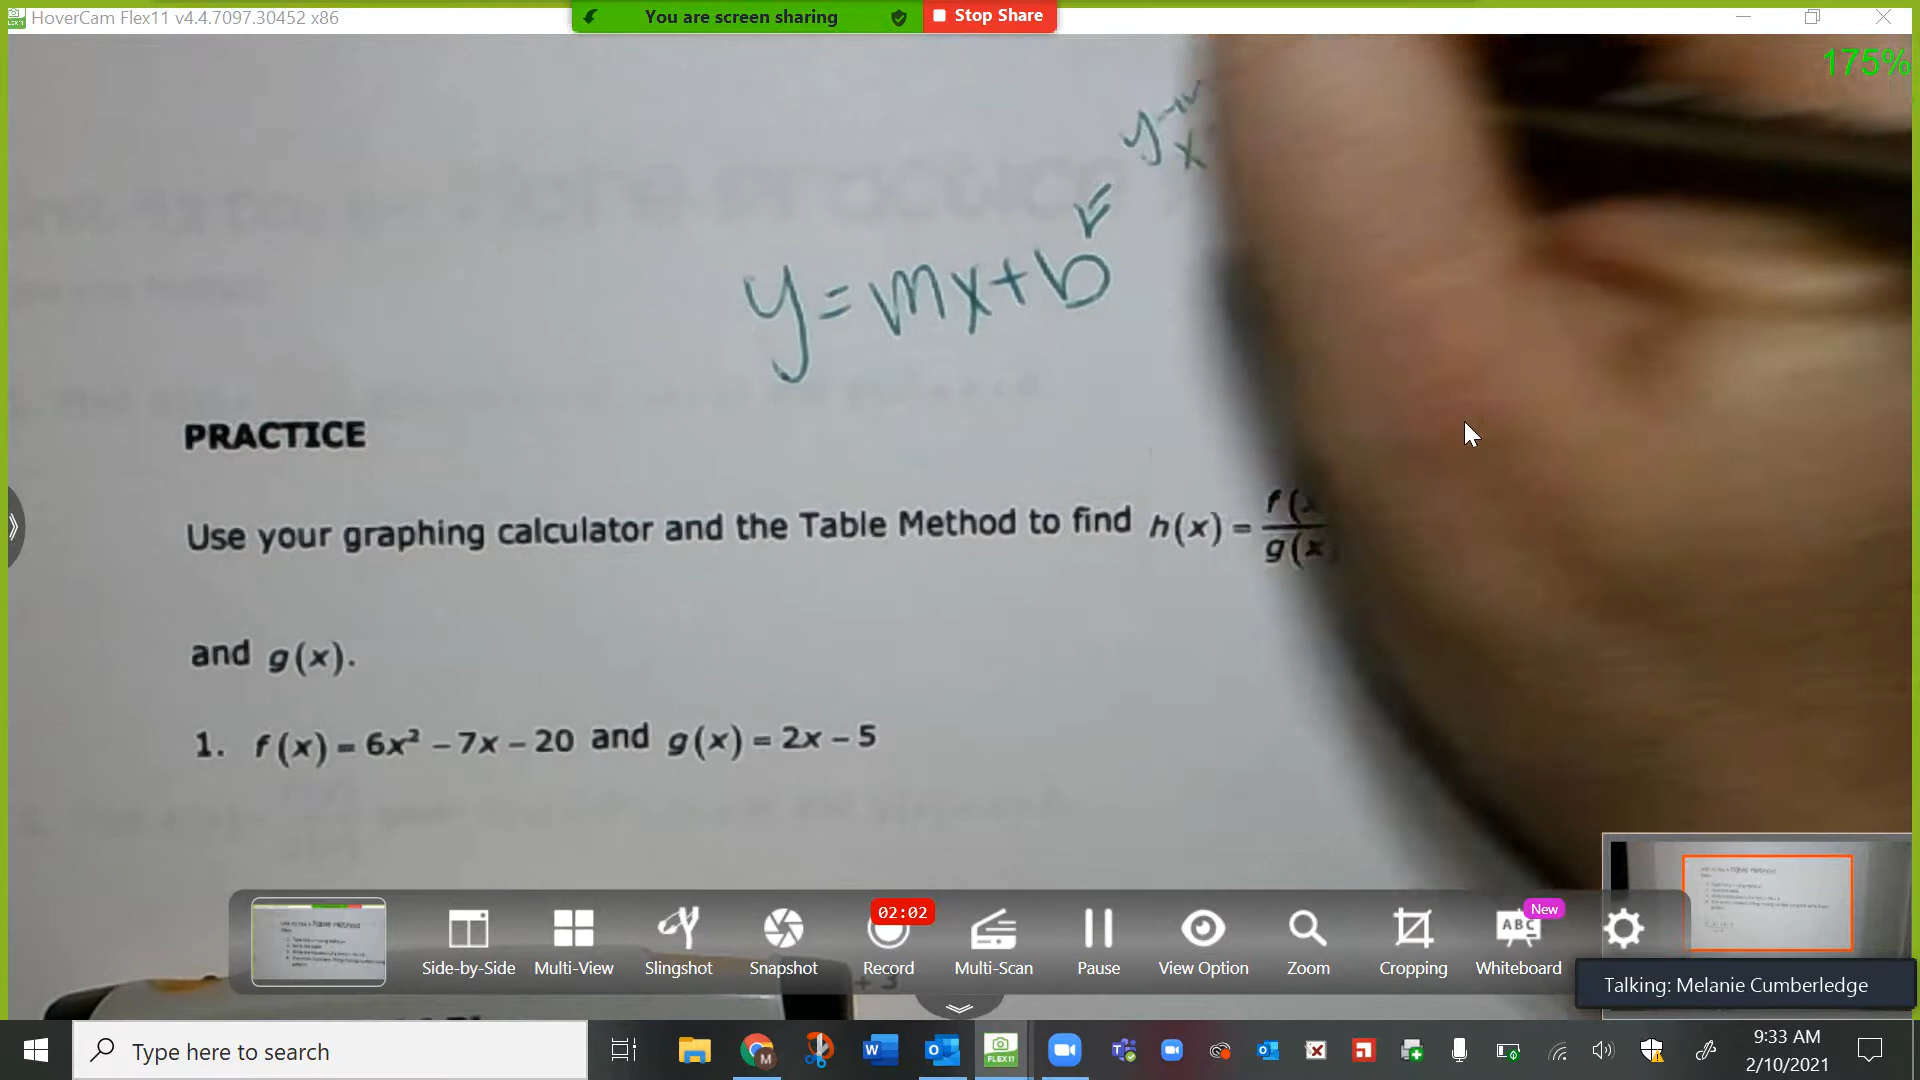 HoverCam Flex11 v4.4.7097.30452 x86
You are screen sharing
Stop Share
175%
y
x
y=mx+b
PRACTICE
Use your graphing calculator and the Table Method to find h(x) = f(x g(x
and g(x).
1. f(x) = 6x² – 7x – 20 and g(x) = 2x – 5
02:02
New
ABC
Side-by-Side Multi-View Slingshot Snapshot Record Multi-Scan Pause View Option Zoom Cropping Whiteboard
+ 3
Talking: Melanie Cumberledge
Type here to search
FLEX11
9:33 AM
2/10/2021